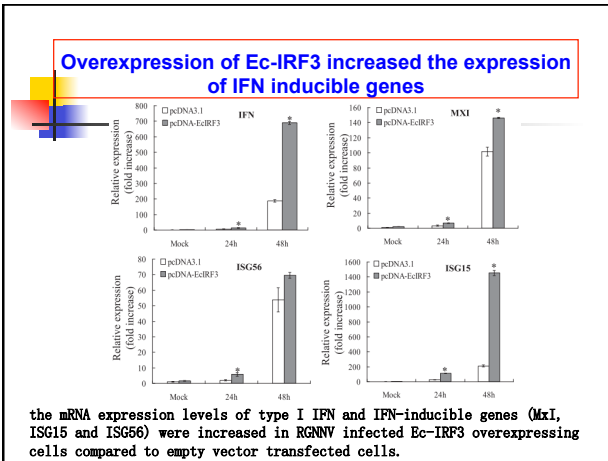 Overexpression of Ec-IRF3 increased the expression
of IFN inducible genes
pcDNA3.1
pcDNA-EcIRF3
IFN
*
*
Relative expression
(fold increase)
800
700
600
500
400
300
200
100
0
Mock 24h 48h
pcDNA3.1
pcDNA-EcIRF3
MXI
*
*
Relative expression
(fold increase)
160
140
120
100
80
60
40
20
0
Mock 24h 48h
pcDNA3.1
pcDNA-EcIRF3
ISG56
*
Relative expression
(fold increase)
80
70
60
50
40
30
20
10
0
Mock 24h 48h
pcDNA3.1
pcDNA-EcIRF3
ISG15
*
*
Relative expression
(fold increase)
1600
1400
1200
1000
800
600
400
200
0
Mock 24h 48h
the mRNA expression levels of type I IFN and IFN-inducible genes (MxI,
ISG15 and ISG56) were increased in RGNNV infected Ec-IRF3 overexpressing
cells compared to empty vector transfected cells.